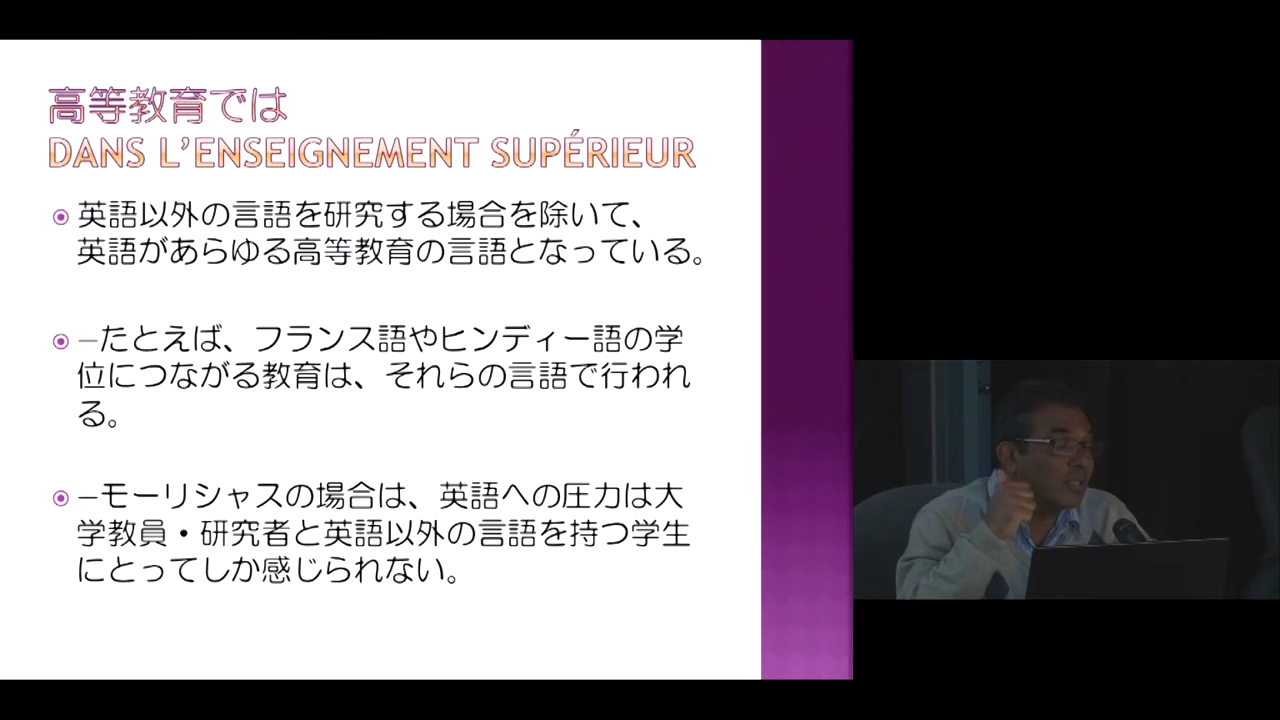 高等教育では
DANS L’ENSEIGNEMENT SUPÉRIEUR
英語以外の言語を研究する場合を除いて、
英語があらゆる高等教育の言語となっている。
–たとえば、フランス語やヒンディー語の学
位につながる教育は、それらの言語で行われ
る。
–モーリシャスの場合は、英語への圧力は大
学教員・研究者と英語以外の言語を持つ学生
にとってしか感じられない。